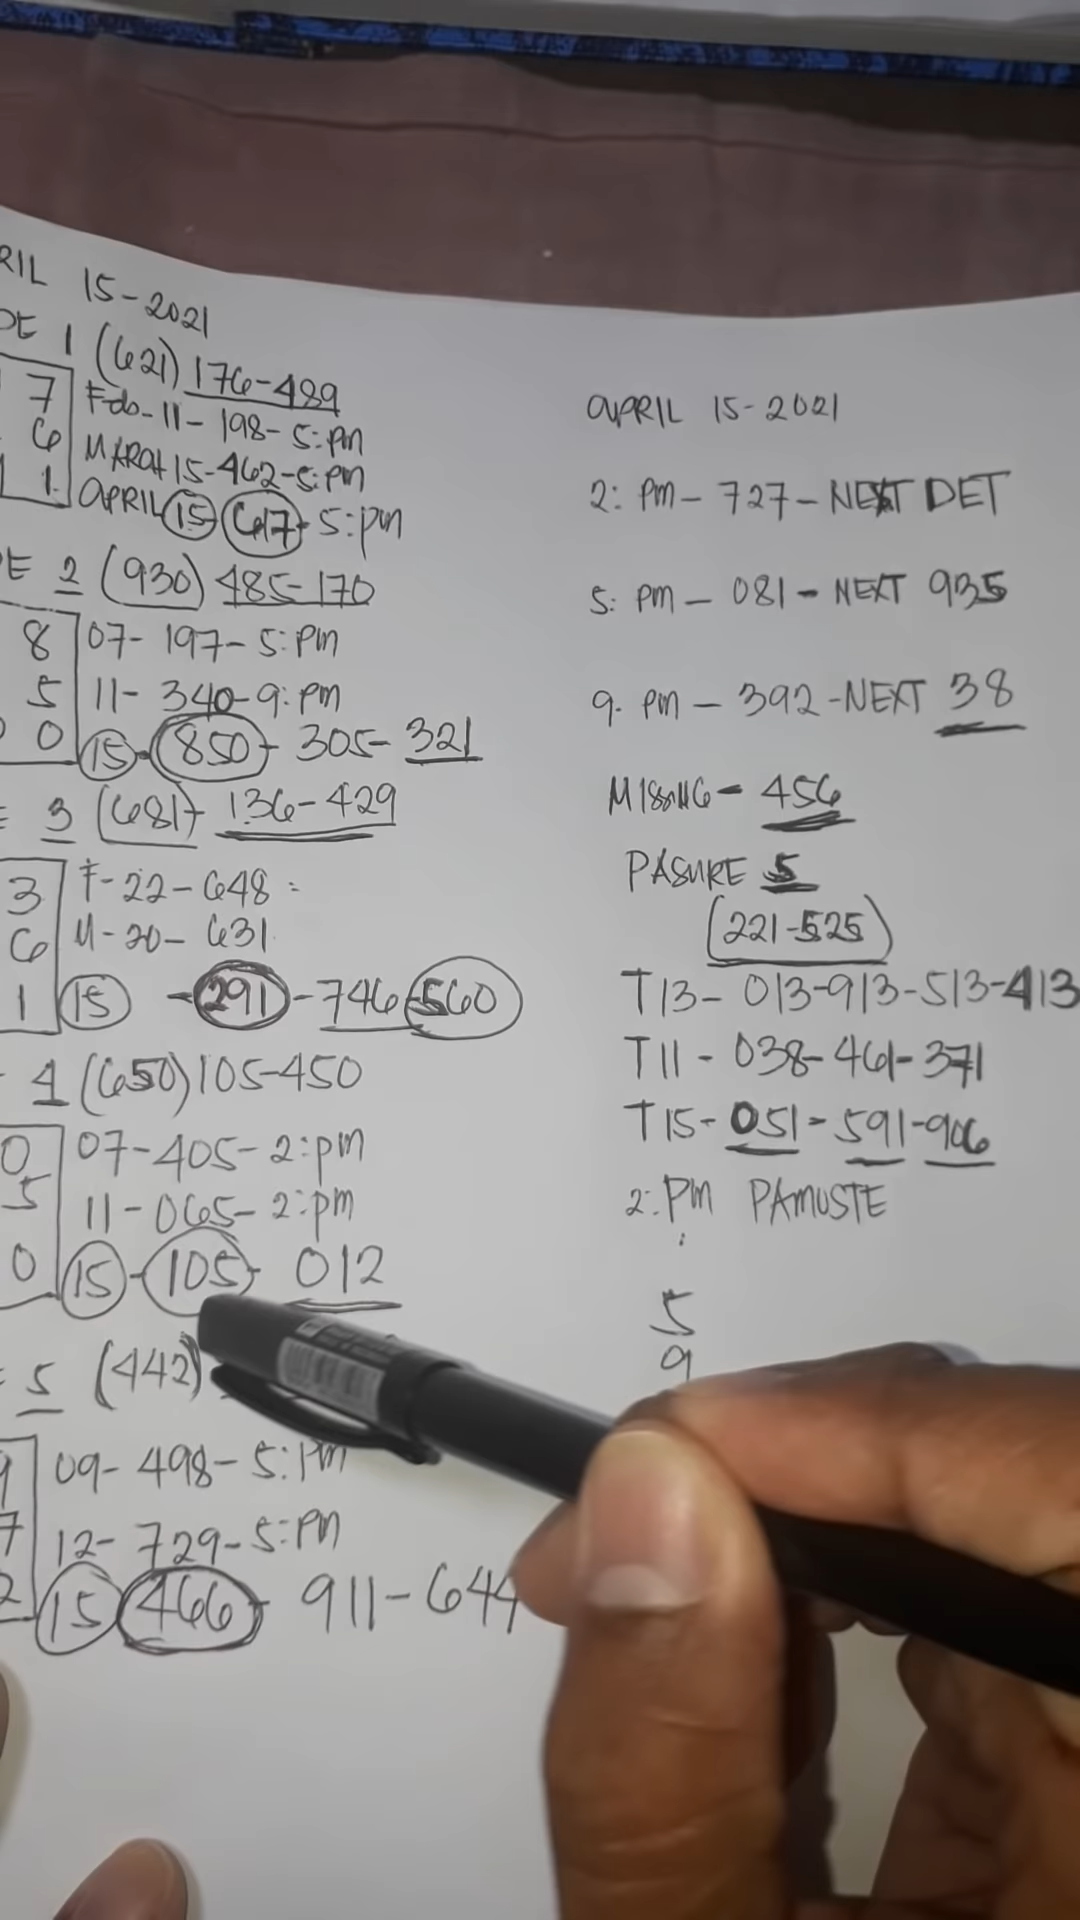 RIL 15-2021
DE 1 (621) 176-489
7 Feb-11-198-5:pm
6 MARCH 15-462-5:pm
1 APRIL 15-617-5:pm
E 2 (930) 485-170
8 07-197-5:pm
5 11-340-9:pm
0 15-850-305-321
3 (681)-136-429
3 F-22-648
6 M-20-631
1 15-291-746-560
4 (650) 105-450
0 07-405-2:pm
5 11-065-2:pm
0 15-105-012
5 (442)
09-498-5:pm
7 12-729-5:pm
2 15 466-911-644
APRIL 15-2021
2:pm-727-NEXT DET
5:pm-081-NEXT 935
9.pm-392-NEXT 38
MISSING-456
PASURE 5
(221-525)
T13-013-913-513-413
T11-038-461-371
T15-051-591-906
2:pm PAMUSTE
5
9